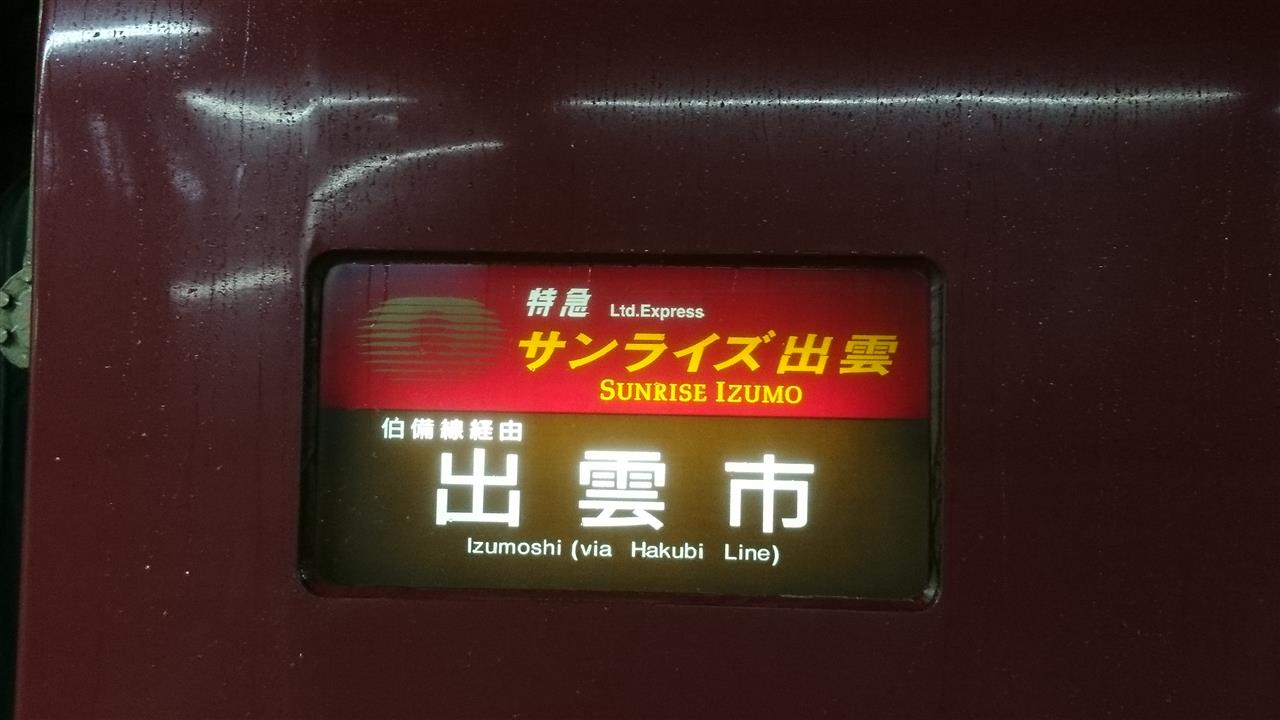 特急 Ltd.Express
サンライズ出雲
SUNRISE IZUMO
伯備線経由
出雲市
Izumoshi (via Hakubi Line)